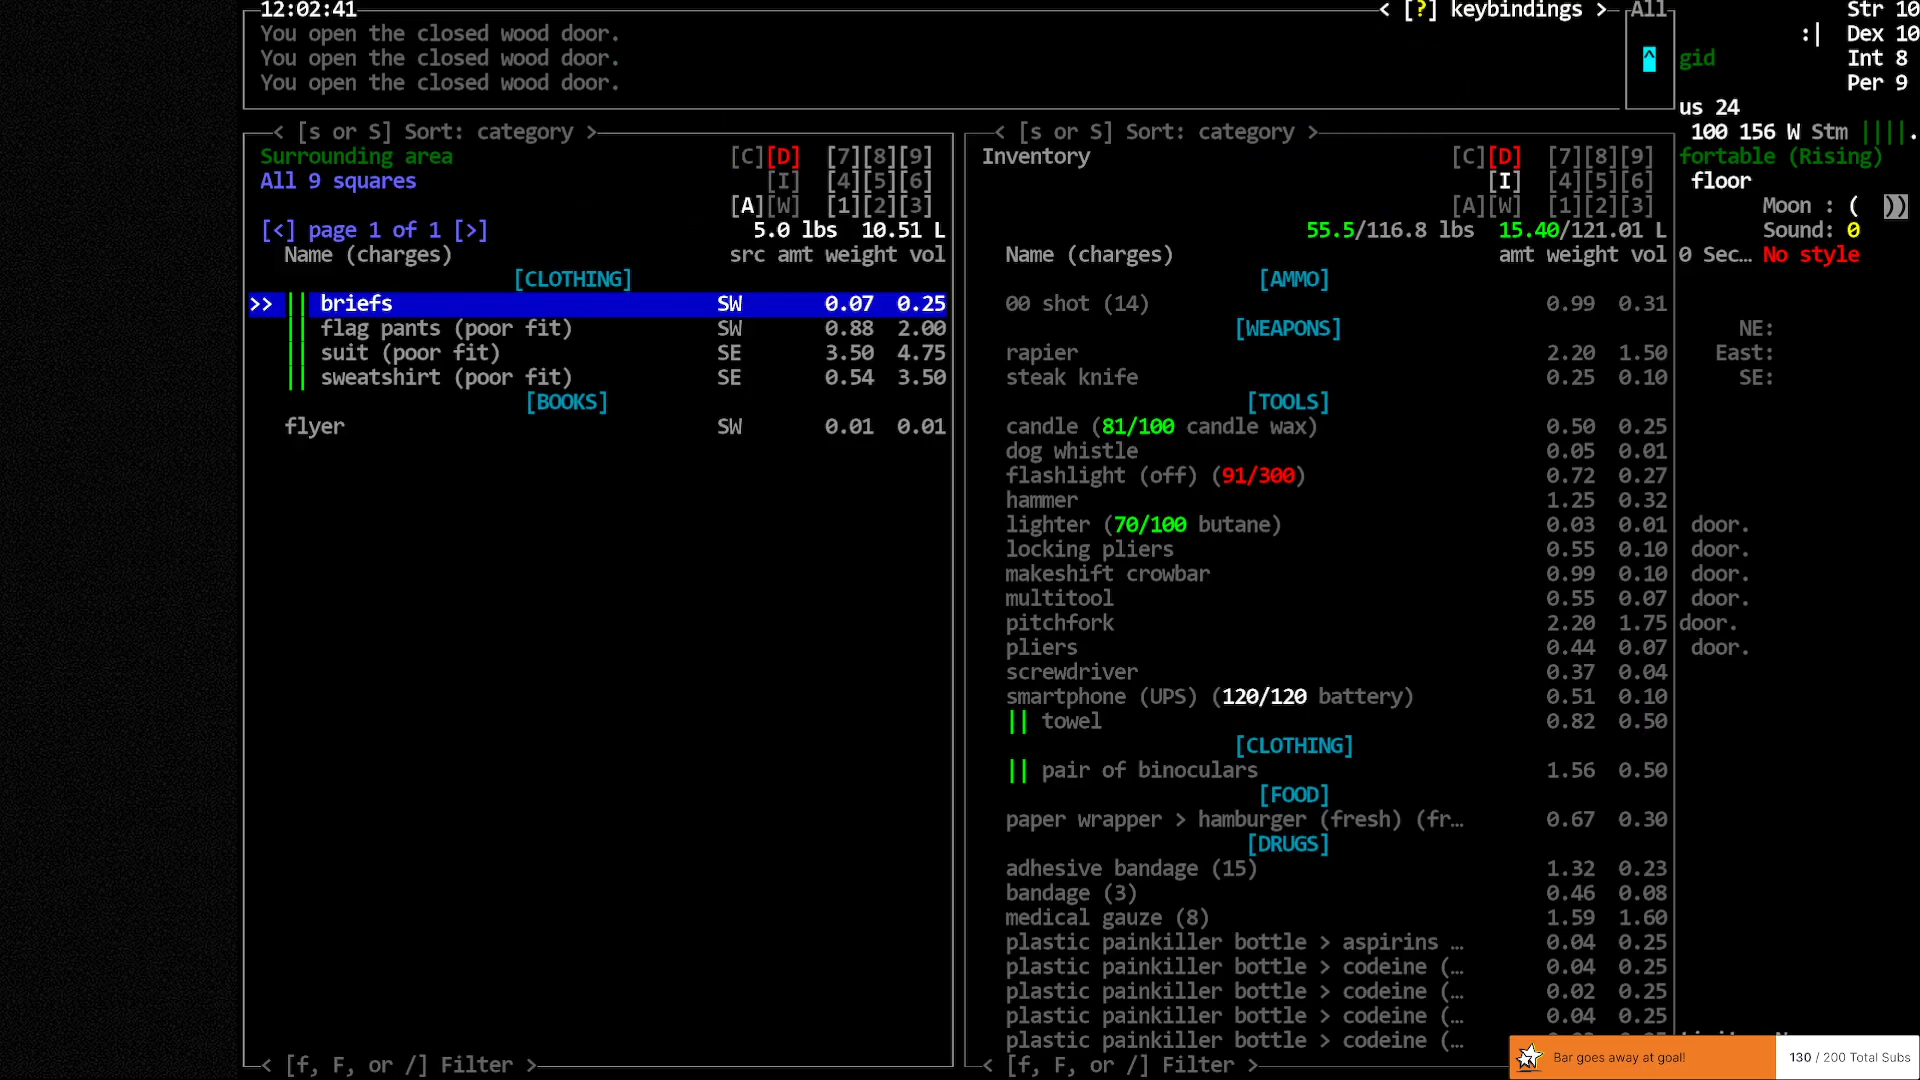 12:02:41
< [?] keybindings >
All
Str 10
You open the closed wood door.
:| Dex 10
You open the closed wood door.
^ gid Int 8
You open the closed wood door.
Per 9
us 24
< [s or S] Sort: category >
< [s or S] Sort: category >
100 156 W Stm ||||.
Surrounding area [C][D] [7][8][9]
Inventory [C][D] [7][8][9]
fortable (Rising)
All 9 squares [I] [4][5][6]
[I] [4][5][6]
floor
[A][W] [1][2][3]
[A][W] [1][2][3]
Moon : ( ))
[<] page 1 of 1 [>] 5.0 lbs 10.51 L
55.5/116.8 lbs 15.40/121.01 L
Sound: 0
Name (charges) src amt weight vol
Name (charges) amt weight vol
0 Sec… No style
[CLOTHING]
[AMMO]
>> || briefs SW 0.07 0.25
00 shot (14) 0.99 0.31
|| flag pants (poor fit) SW 0.88 2.00
[WEAPONS]
NE:
|| suit (poor fit) SE 3.50 4.75
rapier 2.20 1.50
East:
|| sweatshirt (poor fit) SE 0.54 3.50
steak knife 0.25 0.10
SE:
[BOOKS]
[TOOLS]
flyer SW 0.01 0.01
candle (81/100 candle wax) 0.50 0.25
dog whistle 0.05 0.01
flashlight (off) (91/300) 0.72 0.27
hammer 1.25 0.32
lighter (70/100 butane) 0.03 0.01 door.
locking pliers 0.55 0.10 door.
makeshift crowbar 0.99 0.10 door.
multitool 0.55 0.07 door.
pitchfork 2.20 1.75 door.
pliers 0.44 0.07 door.
screwdriver 0.37 0.04
smartphone (UPS) (120/120 battery) 0.51 0.10
|| towel 0.82 0.50
[CLOTHING]
|| pair of binoculars 1.56 0.50
[FOOD]
paper wrapper > hamburger (fresh) (fr… 0.67 0.30
[DRUGS]
adhesive bandage (15) 1.32 0.23
bandage (3) 0.46 0.08
medical gauze (8) 1.59 1.60
plastic painkiller bottle > aspirins … 0.04 0.25
plastic painkiller bottle > codeine (… 0.04 0.25
plastic painkiller bottle > codeine (… 0.02 0.25
plastic painkiller bottle > codeine (… 0.04 0.25
plastic painkiller bottle > codeine (…
< [f, F, or /] Filter >
< [f, F, or /] Filter >
Bar goes away at goal!
130 / 200 Total Subs